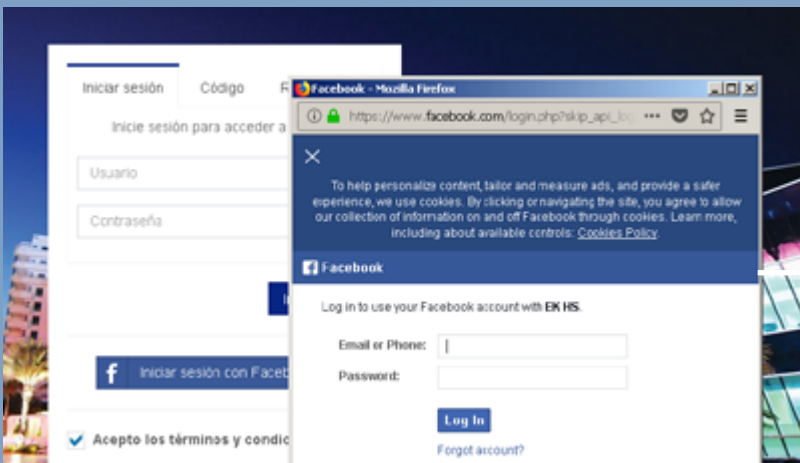 Iniciar sesión
Código
Inicie sesión para acceder a
Usuario
Contraseña
Iniciar sesión con Faceb
Acepto los términos y condic
Facebook - Mozilla Firefox
https://www.facebook.com/login.php?skip_api_log
To help personalize content, tailor and measure ads, and provide a safer
experience, we use cookies. By clicking or navigating the site, you agree to allow
our collection of information on and off Facebook through cookies. Learn more,
including about available controls: Cookies Policy.
Facebook
Log in to use your Facebook account with EK HS.
Email or Phone:
Password:
Log In
Forgot account?